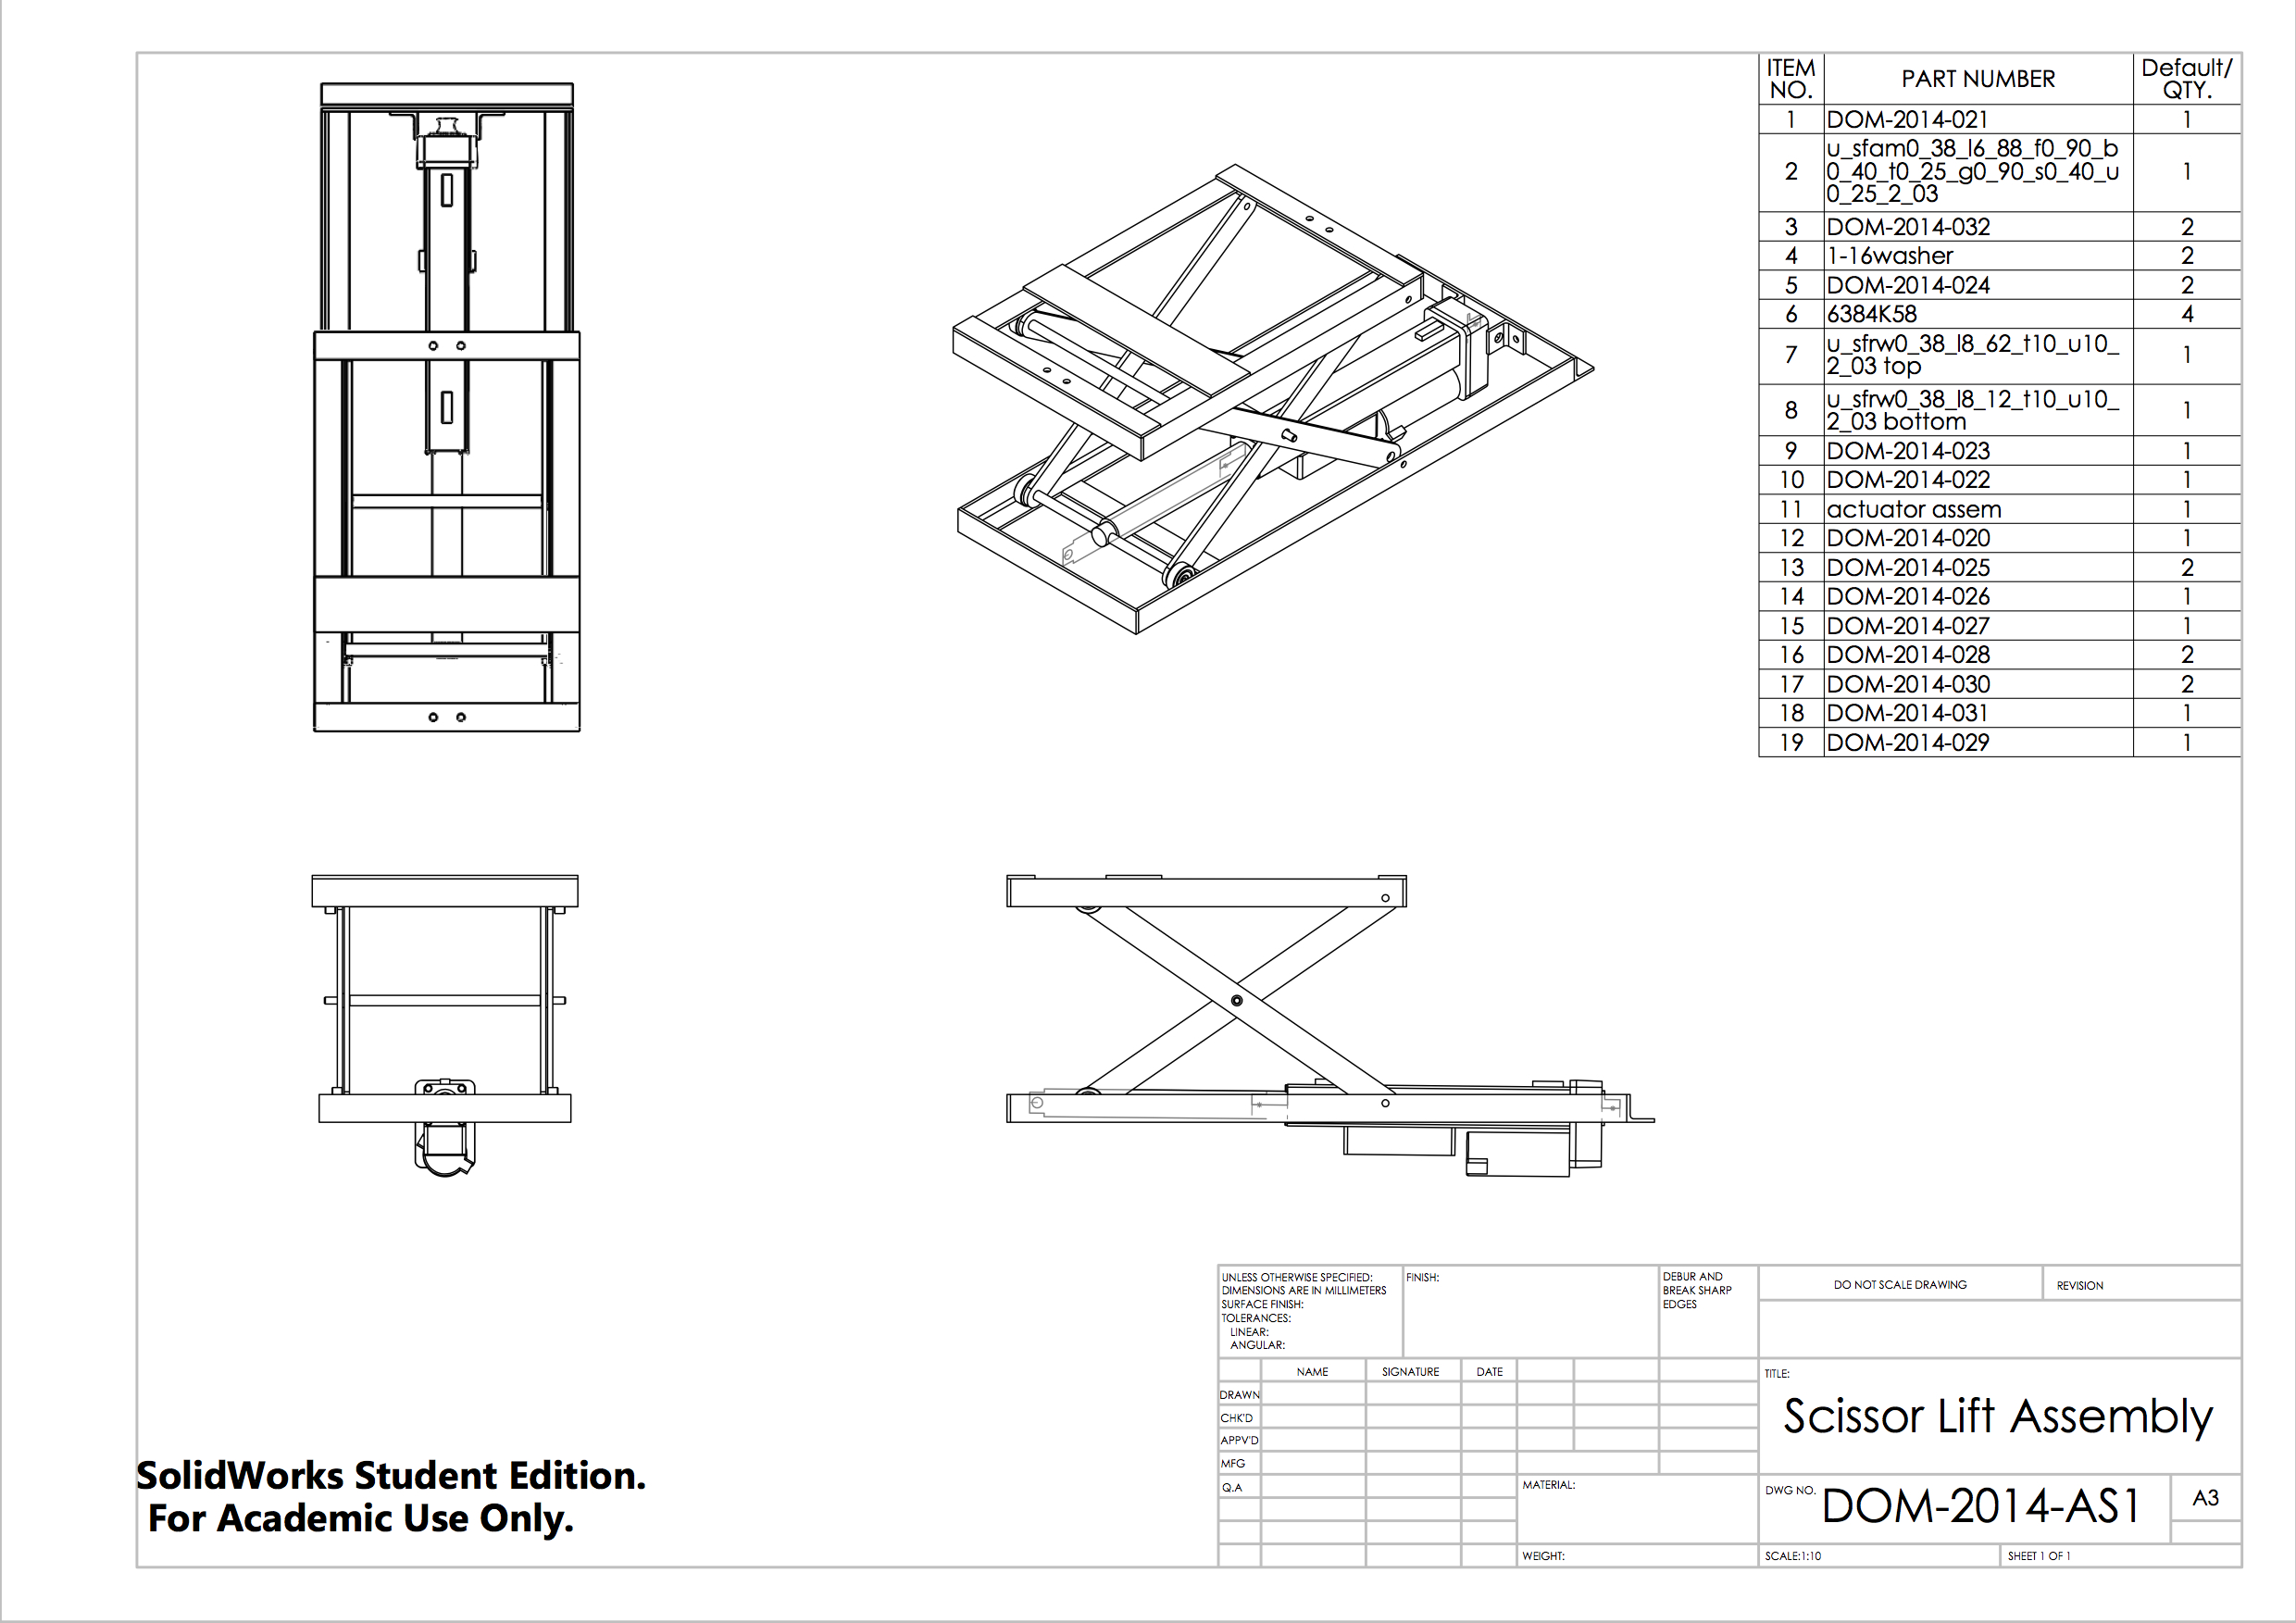 ITEM NO. PART NUMBER Default/ QTY.
1 DOM-2014-021 1
2 u_sfam0_38_l6_88_f0_90_b
0_40_t0_25_g0_90_s0_40_u
0_25_2_03 1
3 DOM-2014-032 2
4 1-16washer 2
5 DOM-2014-024 2
6 6384K58 4
7 u_sfrw0_38_l8_62_t10_u10_
2_03 top 1
8 u_sfrw0_38_l8_12_t10_u10_
2_03 bottom 1
9 DOM-2014-023 1
10 DOM-2014-022 1
11 actuator assem 1
12 DOM-2014-020 1
13 DOM-2014-025 2
14 DOM-2014-026 1
15 DOM-2014-027 1
16 DOM-2014-028 2
17 DOM-2014-030 2
18 DOM-2014-031 1
19 DOM-2014-029 1
UNLESS OTHERWISE SPECIFIED:
DIMENSIONS ARE IN MILLIMETERS
SURFACE FINISH:
TOLERANCES:
LINEAR:
ANGULAR:
FINISH:
DEBUR AND
BREAK SHARP
EDGES
DO NOT SCALE DRAWING
REVISION
NAME SIGNATURE DATE
DRAWN
CHK'D
APPV'D
MFG
Q.A
MATERIAL:
WEIGHT:
TITLE:
Scissor Lift Assembly
DWG NO.
DOM-2014-AS1
A3
SCALE:1:10
SHEET 1 OF 1
SolidWorks Student Edition.
For Academic Use Only.